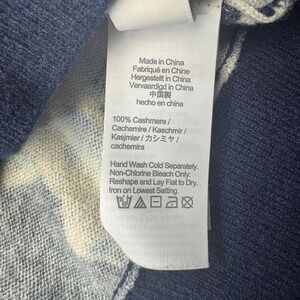 Made in China
Fabriqué en Chine
Hergestellt in China
Vervaardigd in China
中国製
hecho en china
100% Cashmere /
Cachemire / Kaschmir /
Kasjmier / カシミヤ /
cachemira
Hand Wash Cold Separately.
Non-Chlorine Bleach Only.
Reshape and Lay Flat to Dry.
Iron on Lowest Setting.